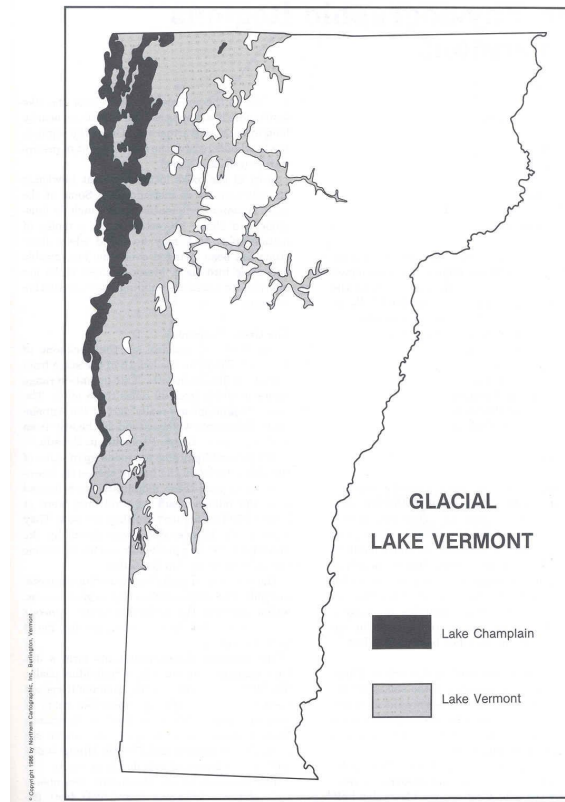 GLACIAL
LAKE VERMONT
Lake Champlain
Lake Vermont
© Copyright 1986 by Northern Cartographic, Inc., Burlington, Vermont